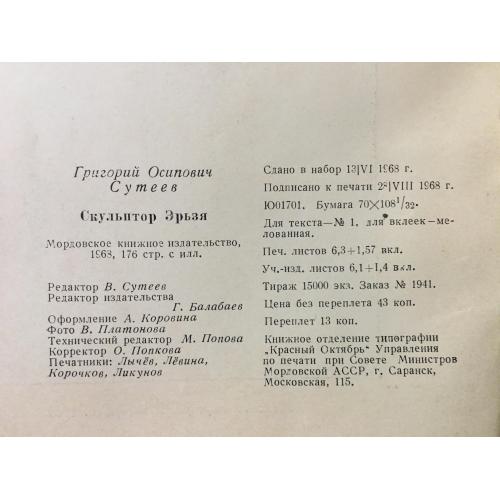 Григорий Осипович
Сутеев
Скульптор Эрьзя
Мордовское книжное издательство,
1968, 176 стр. с илл.
Редактор В. Сутеев
Редактор издательства
Г. Балабаев
Оформление А. Коровина
Фото В. Платонова
Технический редактор М. Попова
Корректор О. Попкова
Печатники: Лычёв, Лёвина,
Корочков, Ликунов
Сдано в набор 13|VI 1968 г.
Подписано к печати 28|VIII 1968 г.
Ю01701. Бумага 70×108¹/32.
Для текста—№ 1, для вклеек—ме-
лованная.
Печ. листов 6,3+1,57 вкл.
Уч.-изд. листов 6,1+1,4 вкл.
Тираж 15000 экз. Заказ № 1941.
Цена без переплета 43 коп.
Переплет 13 коп.
Книжное отделение типографии
„Красный Октябрь" Управления
по печати при Совете Министров
Мордовской АССР, г. Саранск,
Московская, 115.